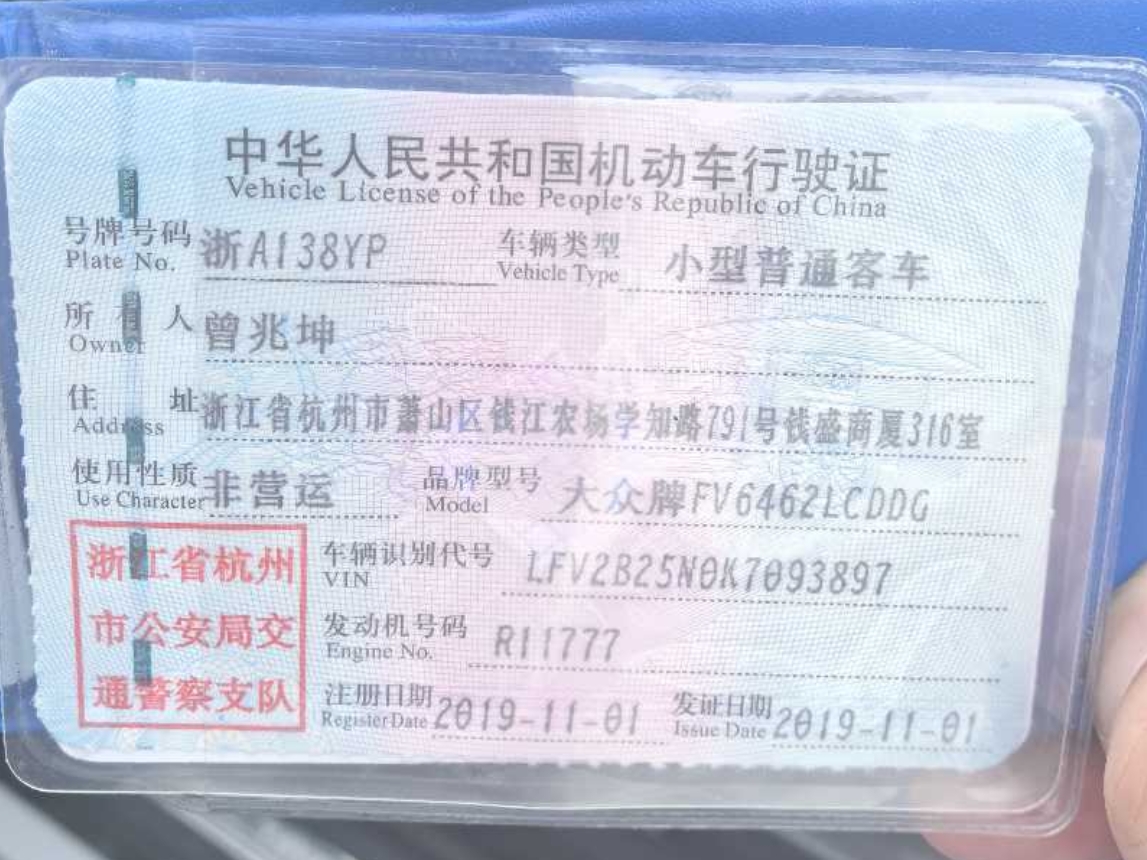 中华人民共和国机动车行驶证
Vehicle License of the People's Republic of China
号牌号码 浙A138YP 车辆类型 小型普通客车
Plate No. Vehicle Type
所有人 曾兆坤
Owner
住址 浙江省杭州市萧山区钱江农场学知路791号钱盛商厦316室
Address
使用性质 非营运 品牌型号 大众牌FV6462LCDDG
Use Character Model
浙江省杭州
市公安局交
通警察支队
车辆识别代号 LFV2B25N0K7093897
VIN
发动机号码 R11777
Engine No.
注册日期 2019-11-01 发证日期 2019-11-01
Register Date Issue Date